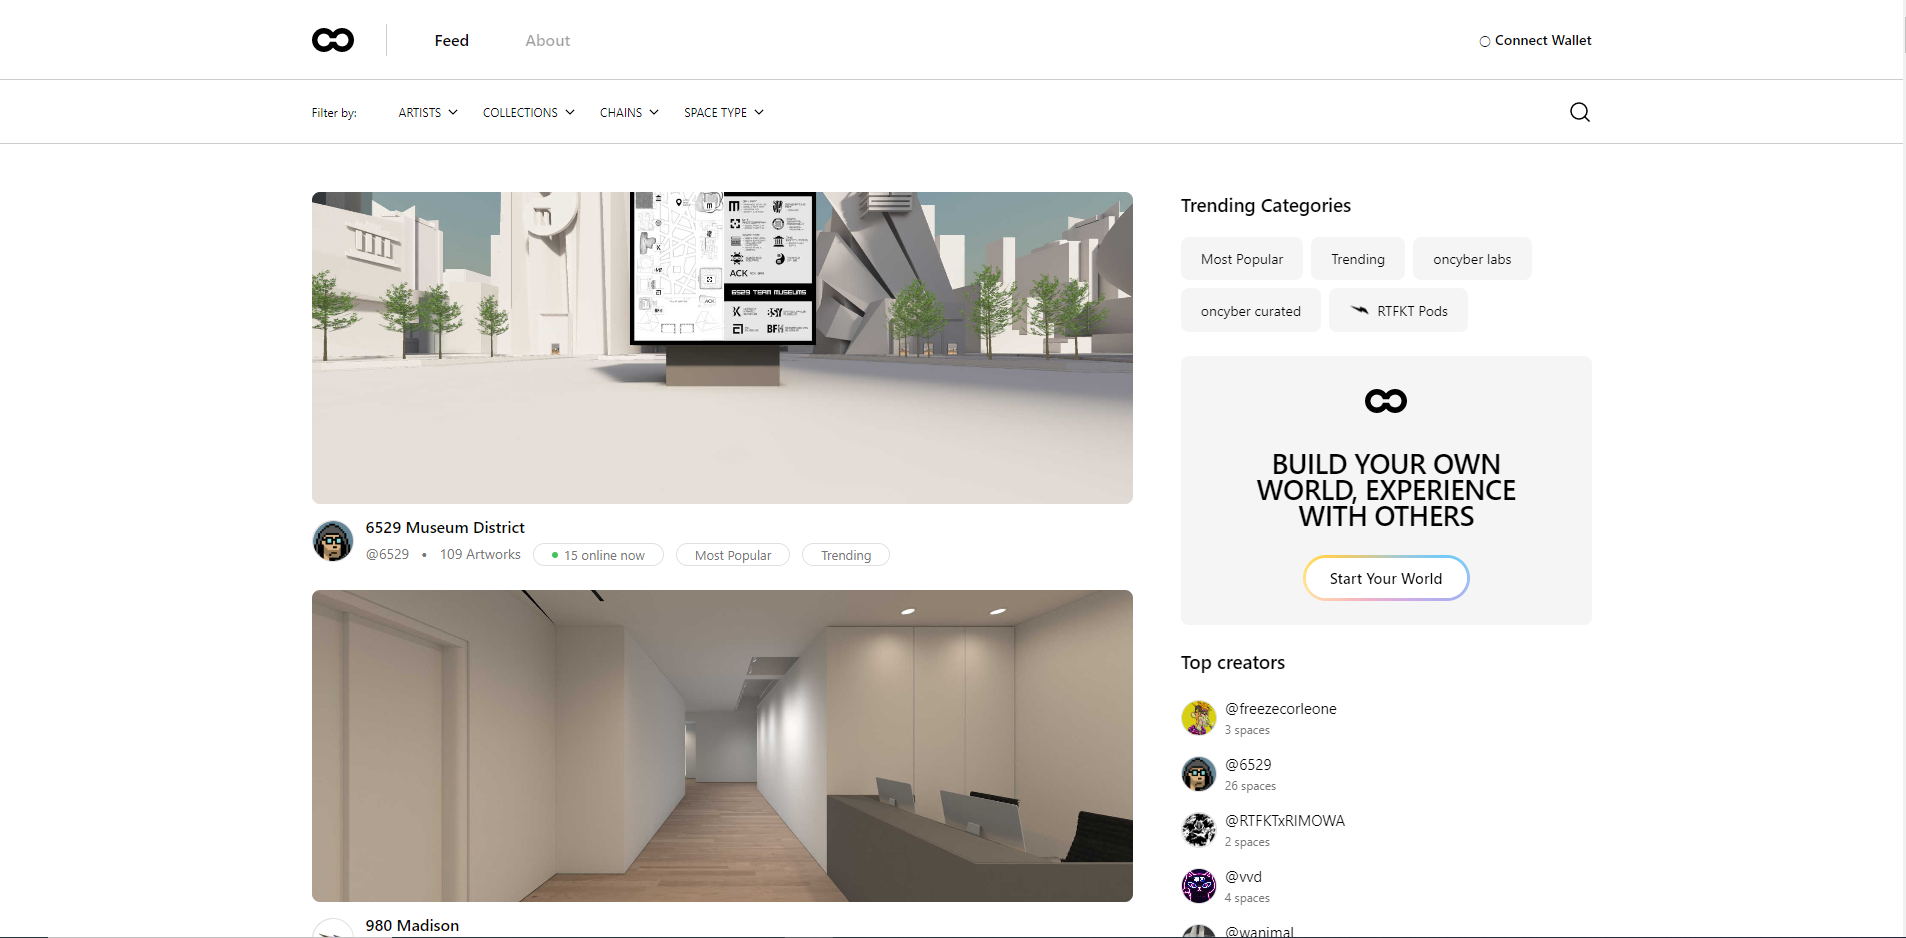 Feed
About
Connect Wallet
Filter by:
ARTISTS
COLLECTIONS
CHAINS
SPACE TYPE
ACK
6529 TEAM MUSEUMS
6529 Museum District
@6529 • 109 Artworks
15 online now
Most Popular
Trending
980 Madison
Trending Categories
Most Popular
Trending
oncyber labs
oncyber curated
RTFKT Pods
BUILD YOUR OWN
WORLD, EXPERIENCE
WITH OTHERS
Start Your World
Top creators
@freezecorleone
3 spaces
@6529
26 spaces
@RTFKTxRIMOWA
2 spaces
@vvd
4 spaces
@wanimal